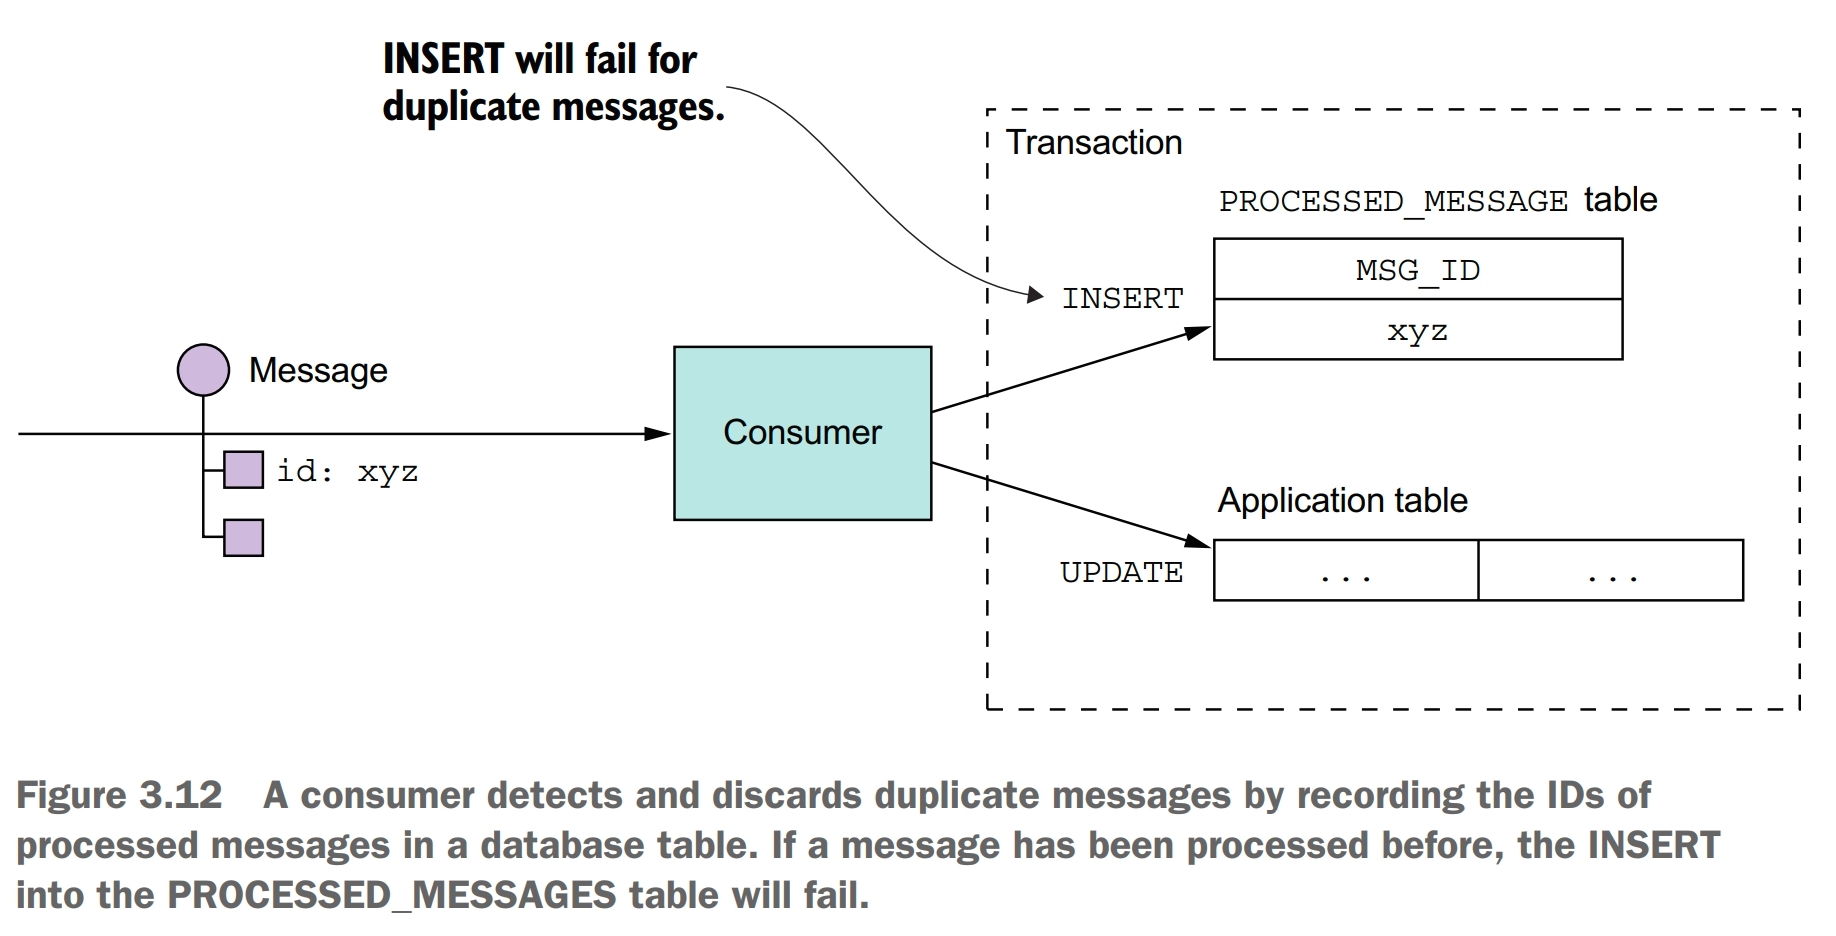 INSERT will fail for
duplicate messages.
Transaction
PROCESSED_MESSAGE table
MSG_ID
INSERT
xyz
Message
Consumer
id: xyz
Application table
UPDATE
... ...
Figure 3.12 A consumer detects and discards duplicate messages by recording the IDs of
processed messages in a database table. If a message has been processed before, the INSERT
into the PROCESSED_MESSAGES table will fail.